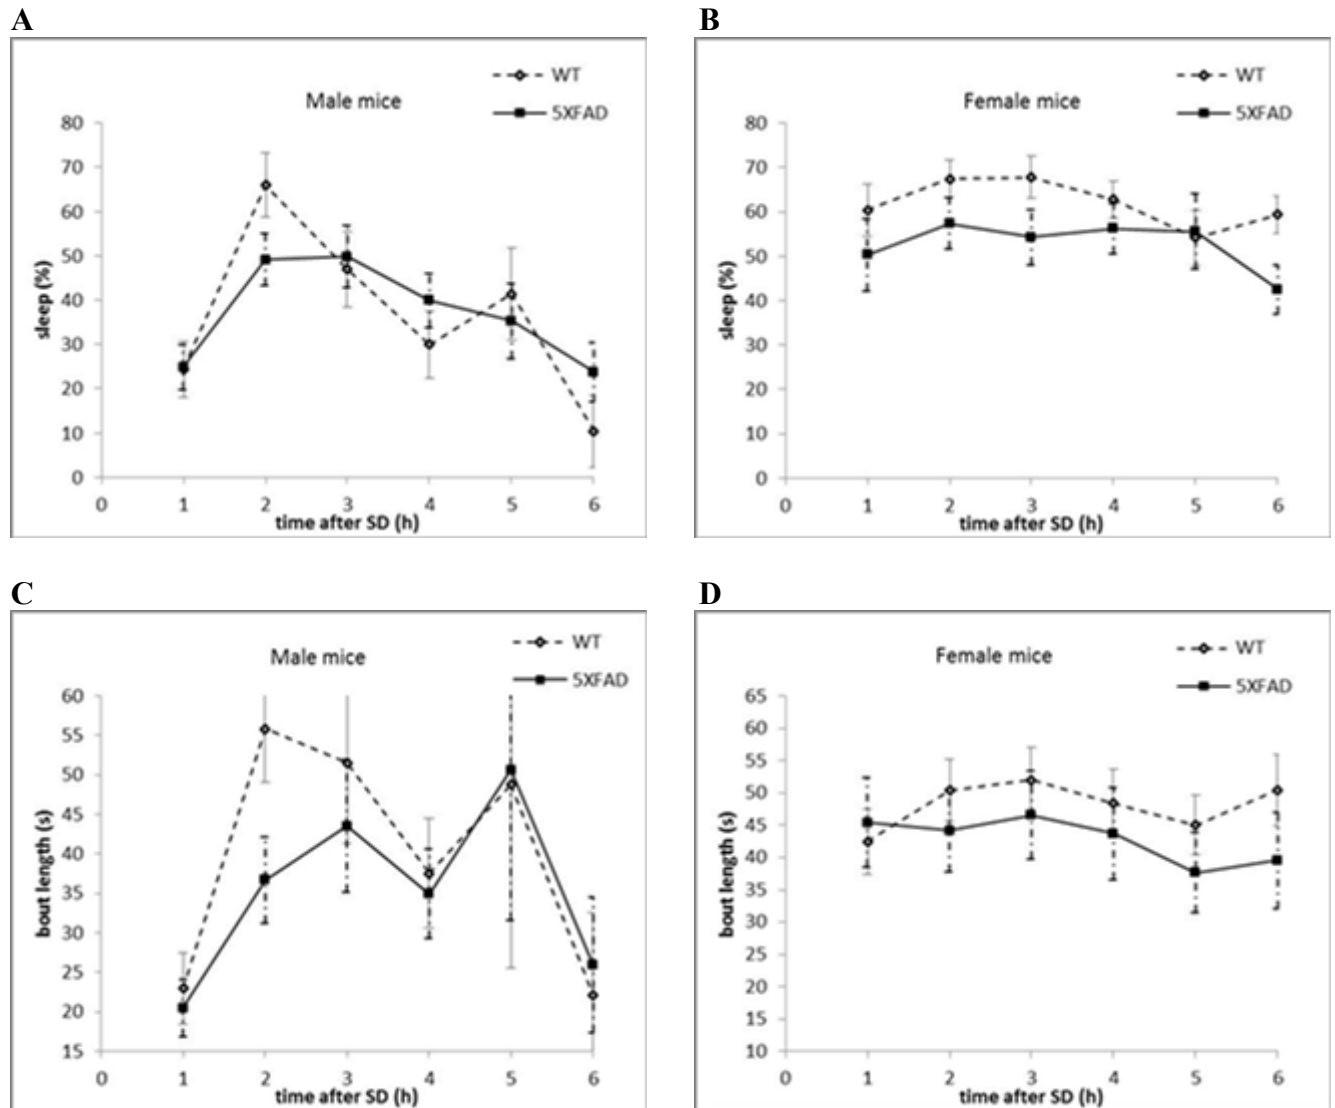 A
WT
Male mice
5XFAD
80
70
60
50
40
30
20
10
0
sleep (%)
0 1 2 3 4 5 6
time after SD (h)
B
WT
Female mice
5XFAD
80
70
60
50
40
30
20
10
0
sleep (%)
0 1 2 3 4 5 6
time after SD (h)
C
WT
Male mice
5XFAD
60
55
50
45
40
35
30
25
20
15
bout length (s)
0 1 2 3 4 5 6
time after SD (h)
D
WT
Female mice
5XFAD
65
60
55
50
45
40
35
30
25
20
15
10
bout length (s)
0 1 2 3 4 5 6
time after SD (h)